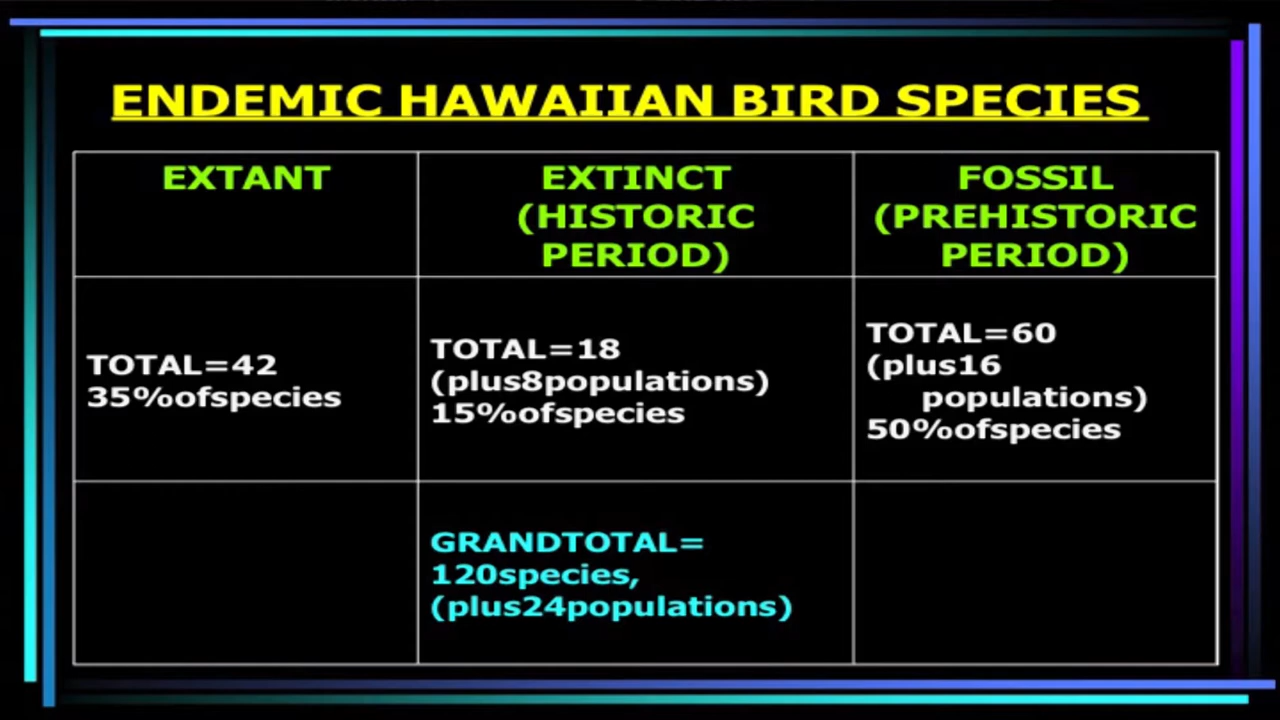 ENDEMIC HAWAIIAN BIRD SPECIES
EXTANT
EXTINCT
(HISTORIC
PERIOD)
FOSSIL
(PREHISTORIC
PERIOD)
TOTAL=42
35%ofspecies
TOTAL=18
(plus8populations)
15%ofspecies
TOTAL=60
(plus16
populations)
50%ofspecies
GRANDTOTAL=
120species,
(plus24populations)